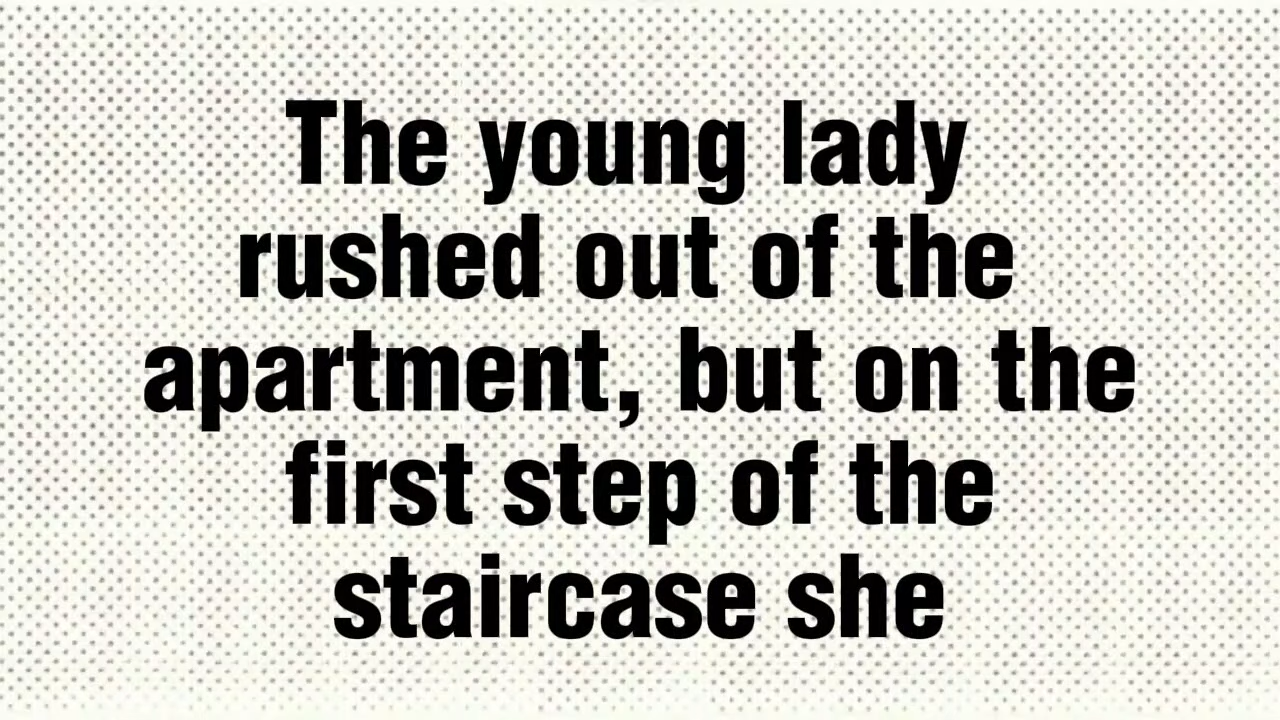 The young lady
rushed out of the
apartment, but on the
first step of the
staircase she